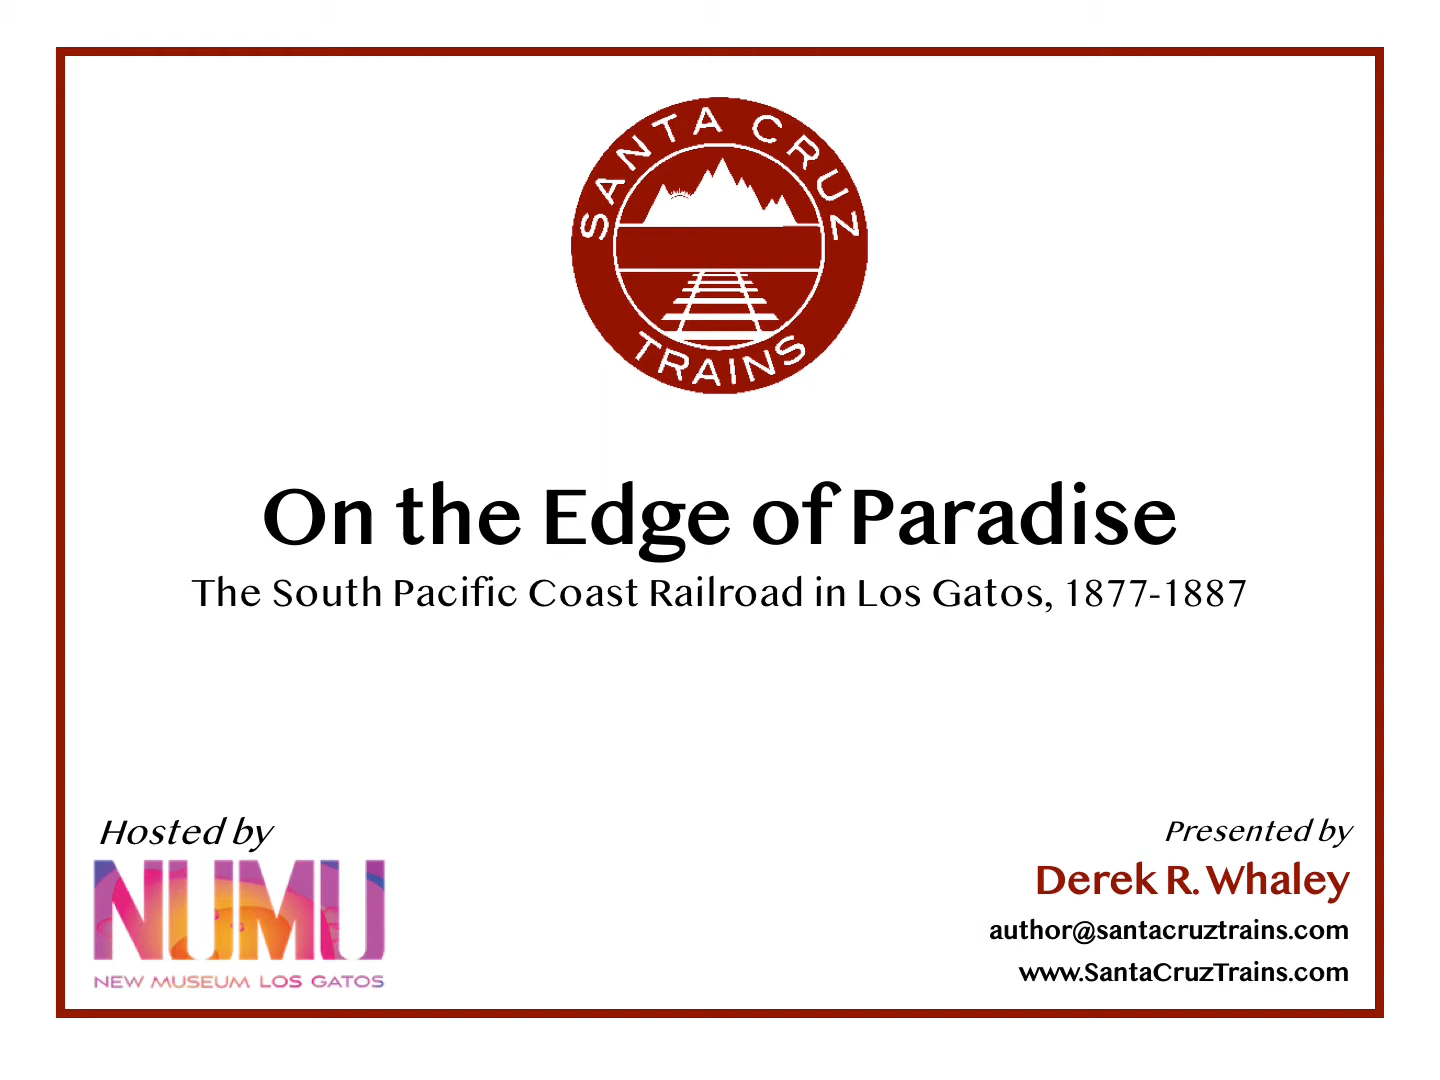 SANTA CRUZ
TRAINS
On the Edge of Paradise
The South Pacific Coast Railroad in Los Gatos, 1877-1887
Hosted by
NUMU
NEW MUSEUM LOS GATOS
Presented by
Derek R. Whaley
author@santacruztrains.com
www.SantaCruzTrains.com